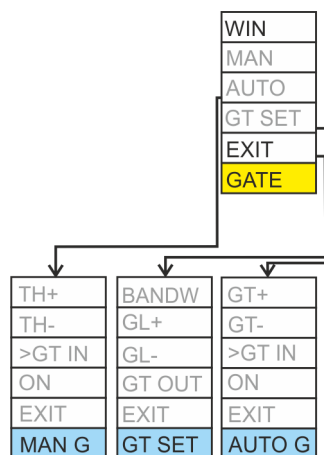 WIN
MAN
AUTO
GT SET
EXIT
GATE
TH+
TH-
>GT IN
ON
EXIT
MAN G
BANDW
GL+
GL-
GT OUT
EXIT
GT SET
GT+
GT-
>GT IN
ON
EXIT
AUTO G